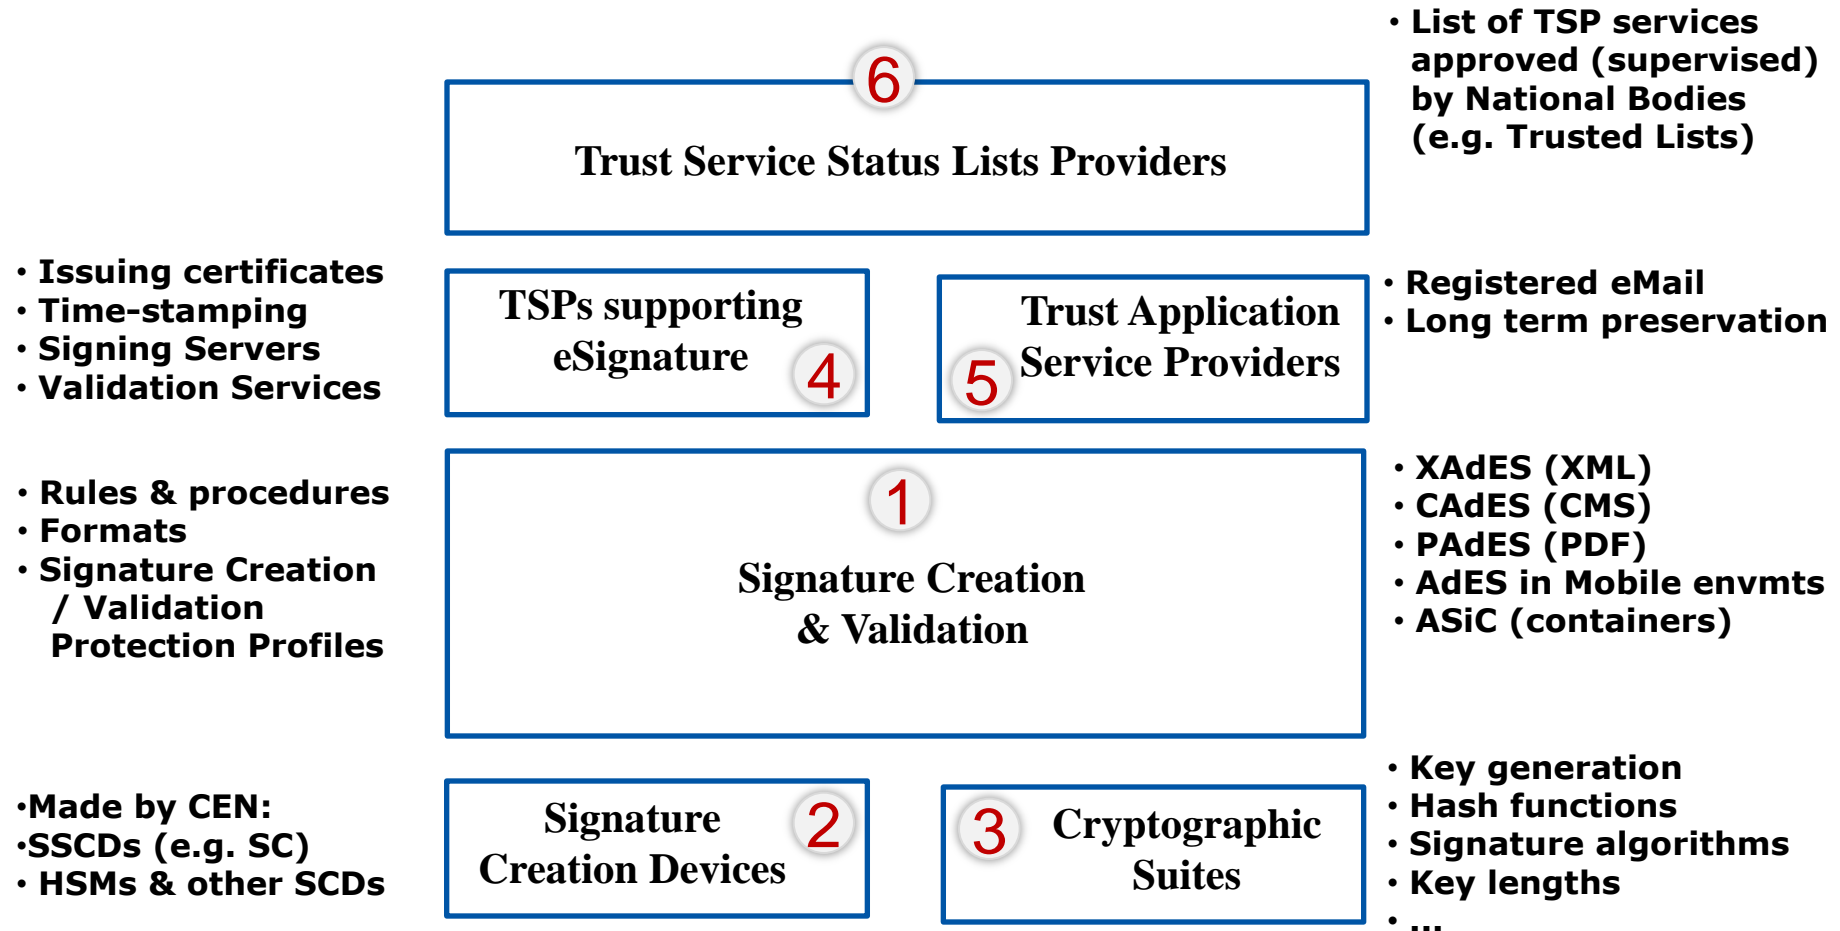 • List of TSP services
approved (supervised)
by National Bodies
(e.g. Trusted Lists)
6
Trust Service Status Lists Providers
• Issuing certificates
• Time-stamping
• Signing Servers
• Validation Services
TSPs supporting
eSignature
4
Trust Application
Service Providers
5
• Registered eMail
• Long term preservation
• Rules & procedures
• Formats
• Signature Creation
/ Validation
Protection Profiles
1
Signature Creation
& Validation
• XAdES (XML)
• CAdES (CMS)
• PAdES (PDF)
• AdES in Mobile envmts
• ASiC (containers)
•Made by CEN:
•SSCDs (e.g. SC)
• HSMs & other SCDs
Signature
Creation Devices
2
3
Cryptographic
Suites
• Key generation
• Hash functions
• Signature algorithms
• Key lengths
• ...